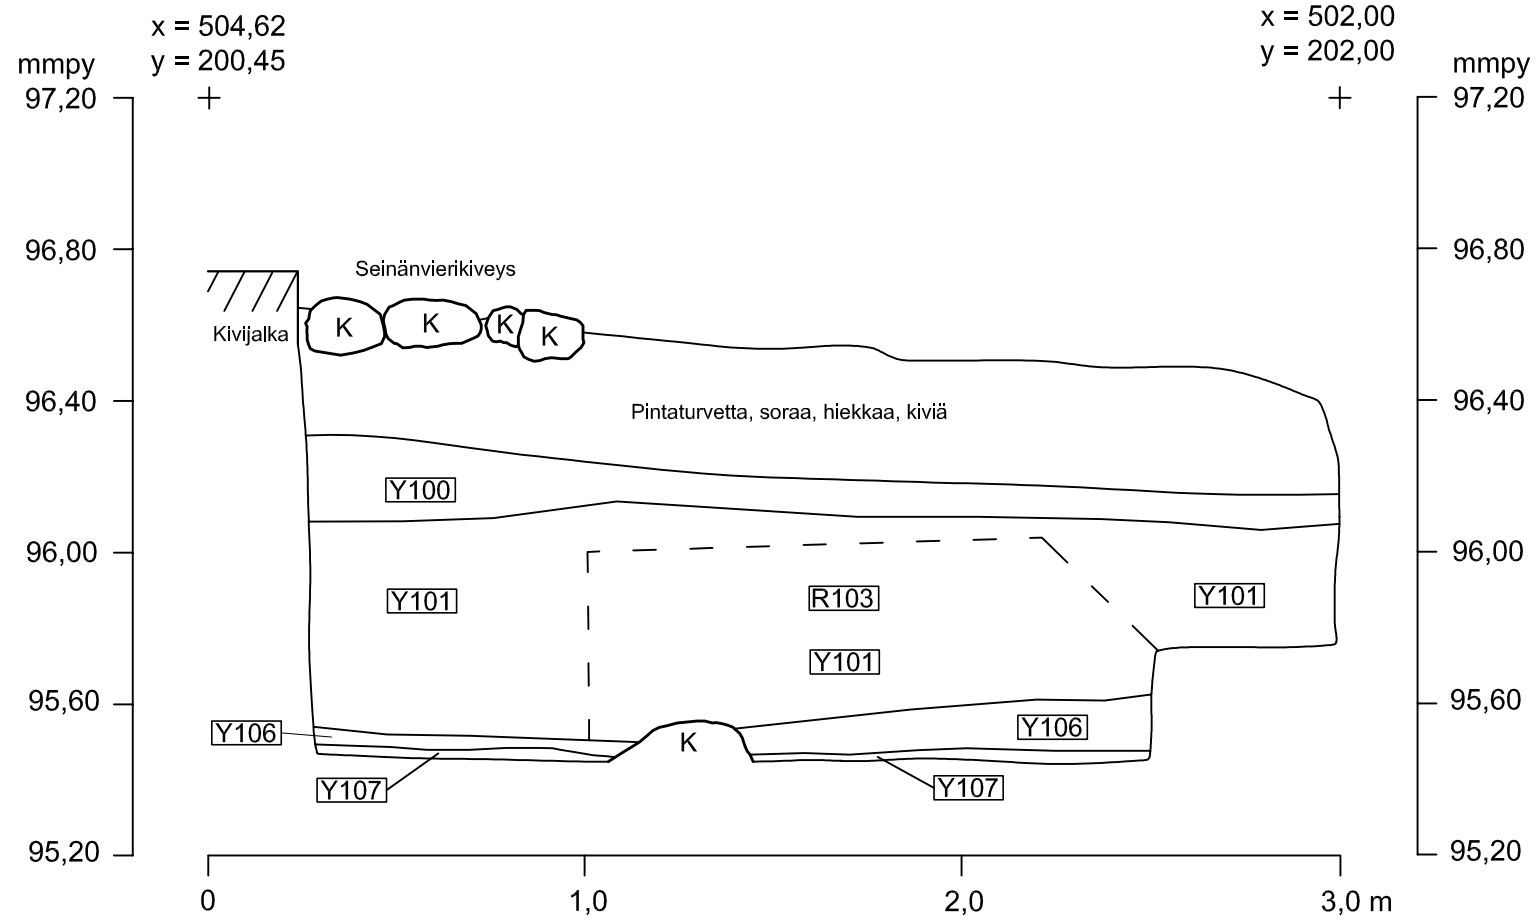 x = 504,62
y = 200,45
x = 502,00
y = 202,00
mmpy
mmpy
97,20
97,20
96,80
96,80
Seinänvierikiveys
Kivijalka
K
K
K
K
96,40
96,40
Pintaturvetta, soraa, hiekkaa, kiviä
Y100
96,00
96,00
Y101
R103
Y101
Y101
95,60
95,60
Y106
K
Y106
Y107
Y107
95,20
95,20
0
1,0
2,0
3,0 m